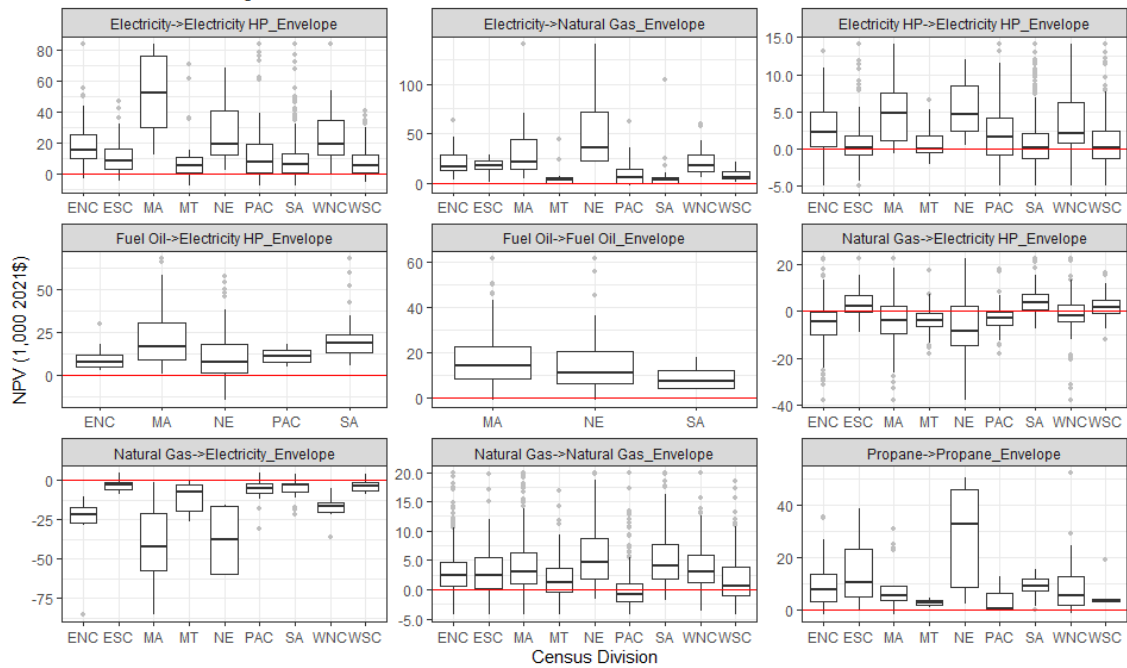 Electricity->Electricity HP_Envelope
Electricity->Natural Gas_Envelope
Electricity HP->Electricity HP_Envelope
80
60
40
20
0
100
50
0
15.0
10.0
5.0
0.0
-5.0
ENC ESC MA MT NE PAC SA WNC WSC
ENC ESC MA MT NE PAC SA WNC WSC
ENC ESC MA MT NE PAC SA WNC WSC
Fuel Oil->Electricity HP_Envelope
Fuel Oil->Fuel Oil_Envelope
Natural Gas->Electricity HP_Envelope
NPV (1,000 2021$)
50
25
0
60
40
20
0
20
0
-20
-40
ENC MA NE PAC SA
MA NE SA
ENC ESC MA MT NE PAC SA WNC WSC
Natural Gas->Electricity_Envelope
Natural Gas->Natural Gas_Envelope
Propane->Propane_Envelope
0
-25
-50
-75
20.0
15.0
10.0
5.0
0.0
-5.0
40
20
0
ENC ESC MA MT NE PAC SA WNC WSC
ENC ESC MA MT NE PAC SA WNC WSC
ENC ESC MA MT NE PAC SA WNC WSC
Census Division